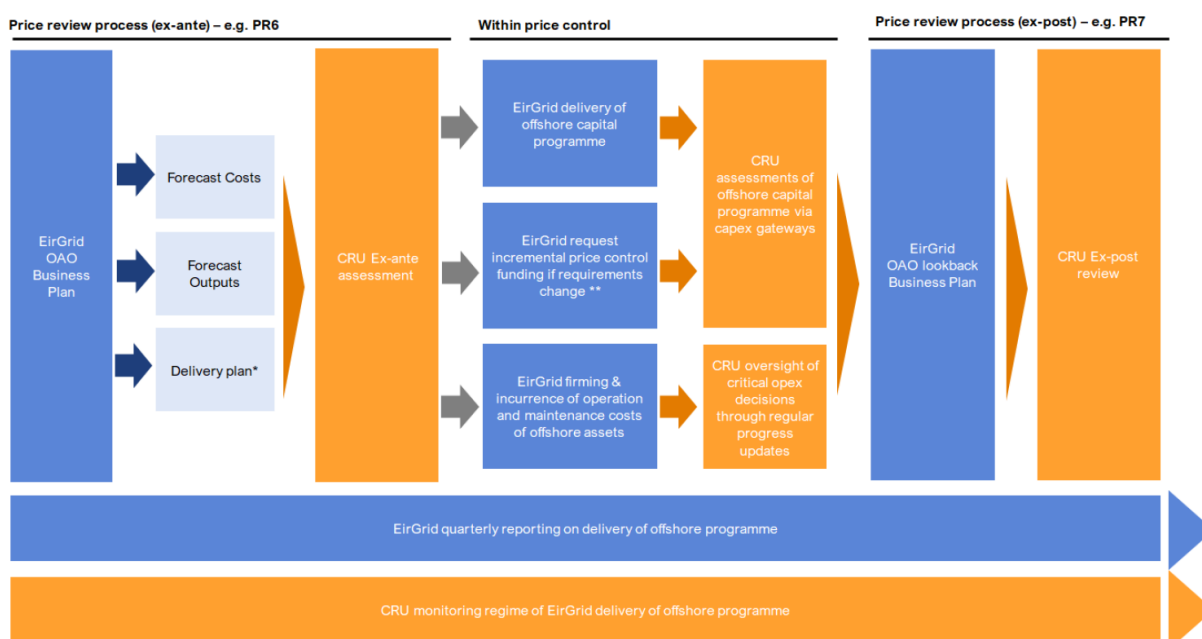 Price review process (ex-ante) – e.g. PR6
Within price control
Price review process (ex-post) – e.g. PR7
EirGrid
OAO
Business
Plan
Forecast Costs
Forecast
Outputs
Delivery plan*
CRU Ex-ante
assessment
EirGrid delivery of
offshore capital
programme
EirGrid request
incremental price control
funding if requirements
change **
EirGrid firming &
incurrence of operation
and maintenance costs
of offshore assets
CRU
assessments of
offshore capital
programme via
capex gateways
CRU oversight of
critical opex
decisions
through regular
progress
updates
EirGrid
OAO lookback
Business Plan
CRU Ex-post
review
EirGrid quarterly reporting on delivery of offshore programme
CRU monitoring regime of EirGrid delivery of offshore programme